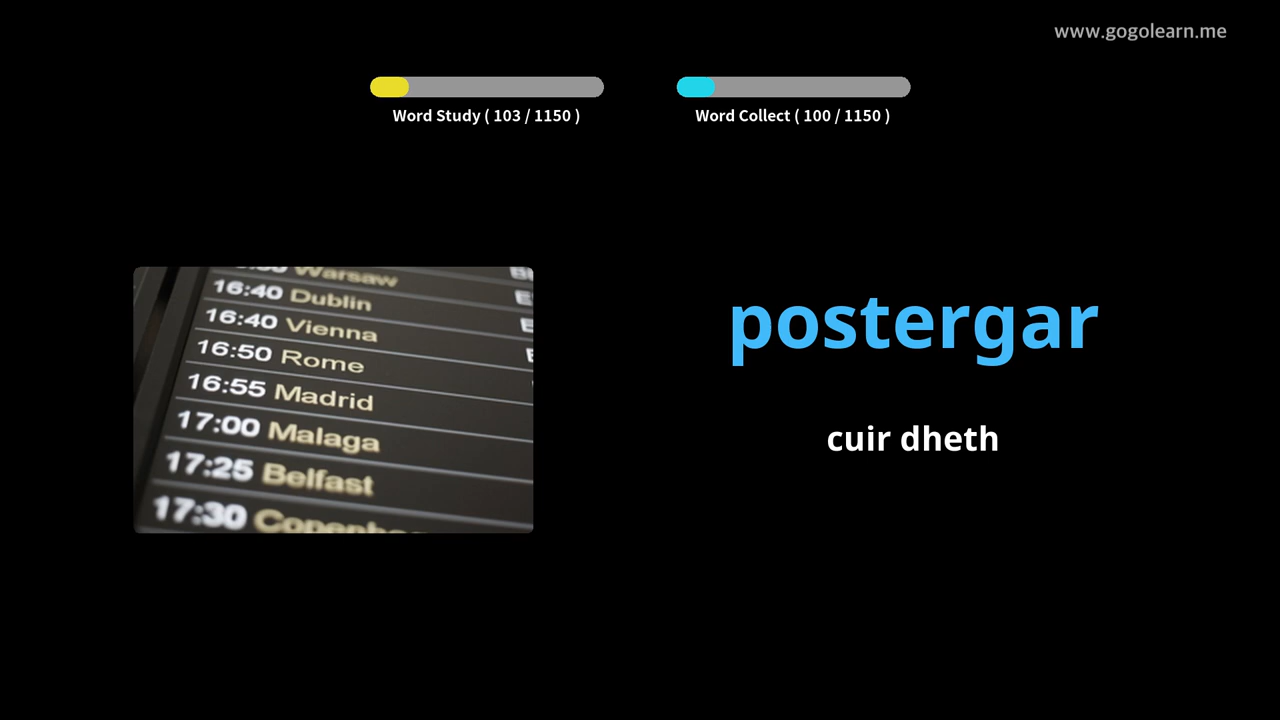 www.gogolearn.me
Word Study ( 103 / 1150 )
Word Collect ( 100 / 1150 )
Warsaw
16:40 Dublin
16:40 Vienna
16:50 Rome
16:55 Madrid
17:00 Malaga
17:25 Belfast
17:30
postergar
cuir dheth